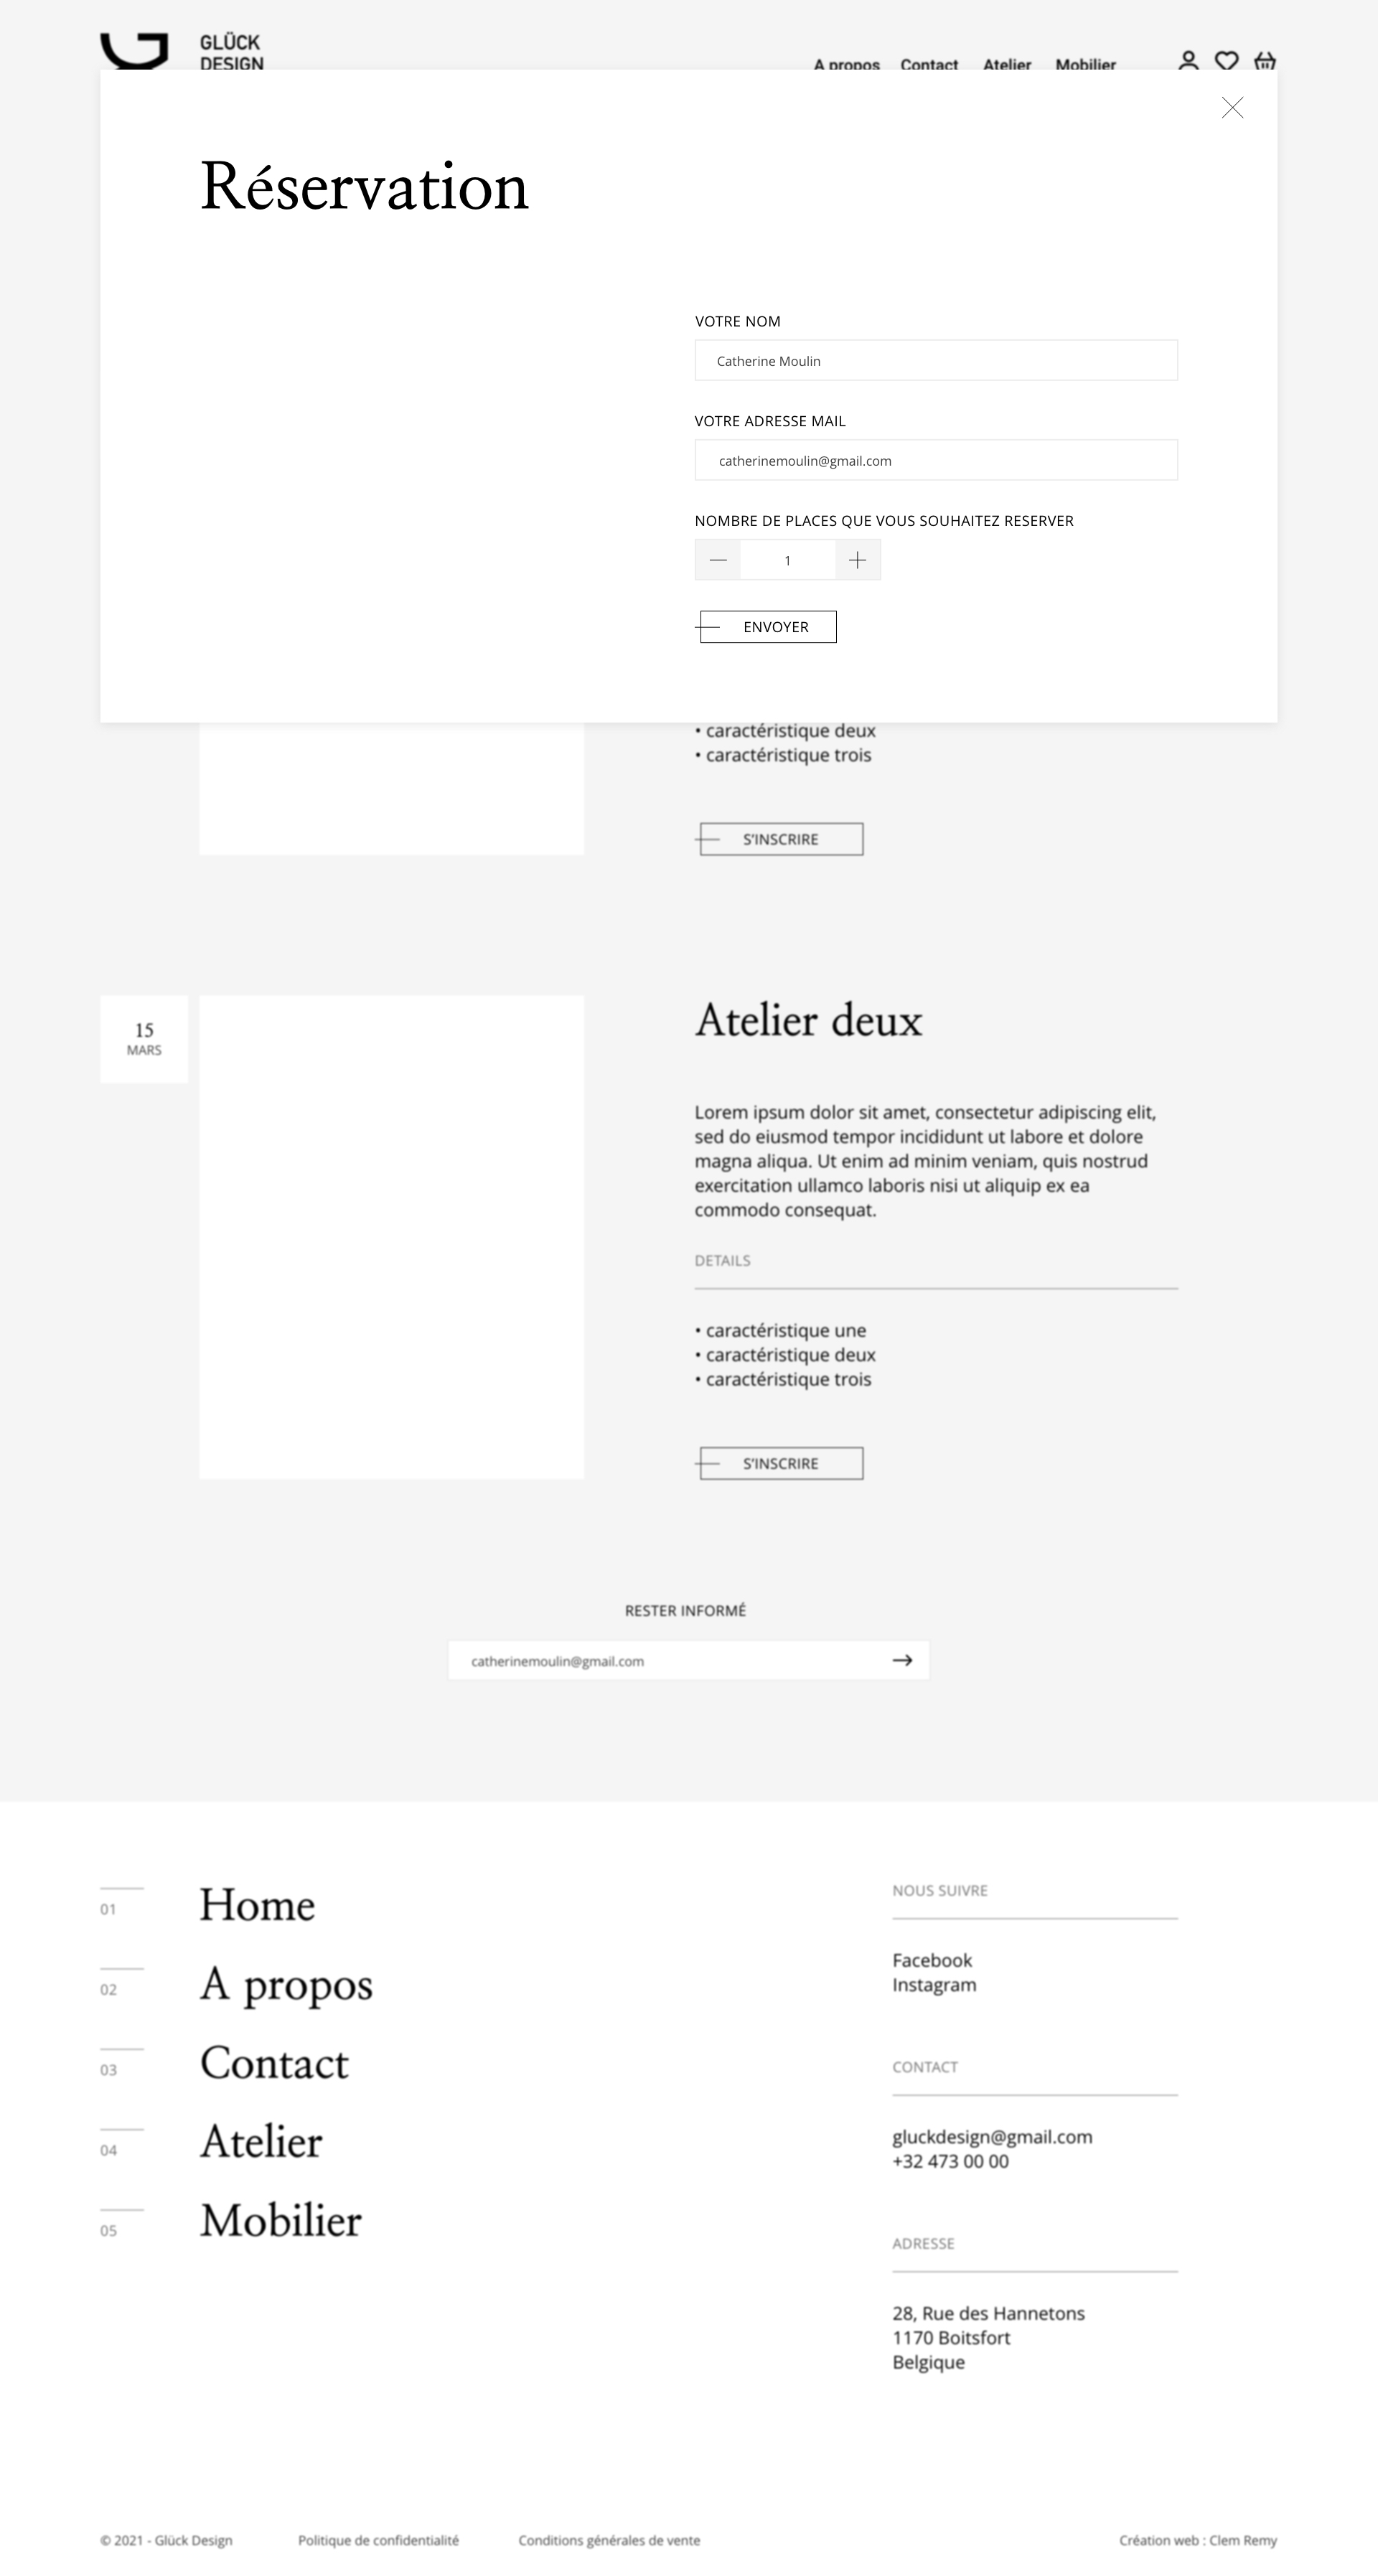 GLÜCK
DESIGN
A propos
Contact
Atelier
Mobilier
Réservation
VOTRE NOM
Catherine Moulin
VOTRE ADRESSE MAIL
catherinemoulin@gmail.com
NOMBRE DE PLACES QUE VOUS SOUHAITEZ RESERVER
1
ENVOYER
• caractéristique deux
• caractéristique trois
S'INSCRIRE
15
MARS
Atelier deux
Lorem ipsum dolor sit amet, consectetur adipiscing elit,
sed do eiusmod tempor incididunt ut labore et dolore
magna aliqua. Ut enim ad minim veniam, quis nostrud
exercitation ullamco laboris nisi ut aliquip ex ea
commodo consequat.
DETAILS
• caractéristique une
• caractéristique deux
• caractéristique trois
S'INSCRIRE
RESTER INFORMÉ
catherinemoulin@gmail.com
01
Home
02
A propos
03
Contact
04
Atelier
05
Mobilier
NOUS SUIVRE
Facebook
Instagram
CONTACT
gluckdesign@gmail.com
+32 473 00 00
ADRESSE
28, Rue des Hannetons
1170 Boitsfort
Belgique
© 2021 - Glück Design
Politique de confidentialité
Conditions générales de vente
Création web : Clem Remy